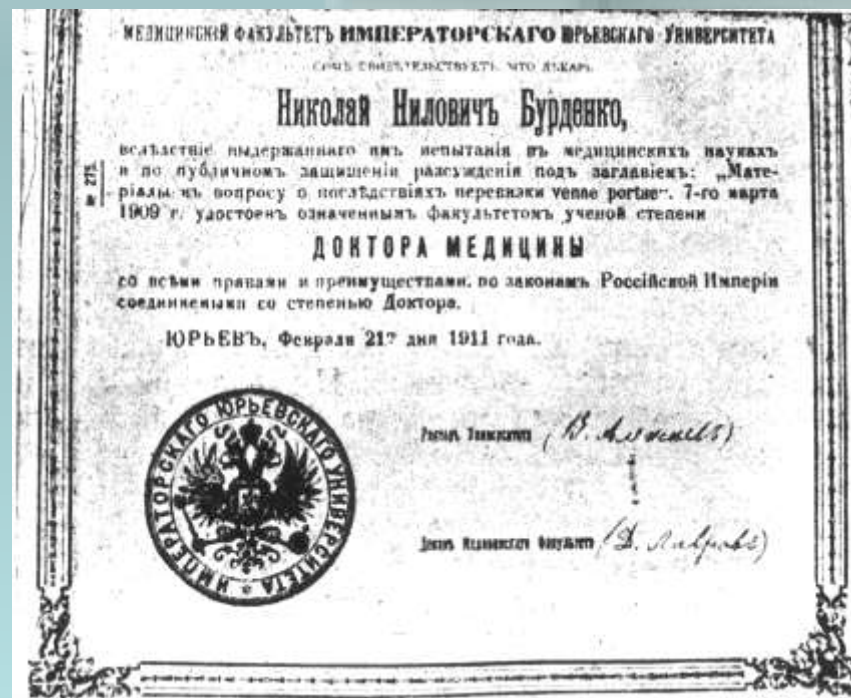 МЕДИЦИНСКІЙ ФАКУЛЬТЕТЪ ИМПЕРАТОРСКАГО ЮРЬЕВСКАГО УНИВЕРСИТЕТА
СИМЪ СВИДѢТЕЛЬСТВУЕТЪ, ЧТО ЛѢКАРЬ
Николай Ниловичъ Бурденко,
вслѣдствіе выдержаннаго имъ испытанія въ медицинскихъ наукахъ
и по публичномъ защищеніи разсужденія подъ заглавіемъ: „Мате-
ріалы къ вопросу о послѣдствіяхъ перевязки venae portae“. 7-го марта
1909 г. удостоенъ означеннымъ факультетомъ ученой степени
ДОКТОРА МЕДИЦИНЫ
со всѣми правами и преимуществами, по законамъ Россійской Имперіи
соединяемыми со степенью Доктора.
ЮРЬЕВЪ, Февраля 21 дня 1911 года.
№ 275
Ректоръ Университета
Деканъ Медицинскаго Факультета (Д. Лавровъ)
ИМПЕРАТОРСКАГО ЮРЬЕВСКАГО УНИВЕРСИТЕТА